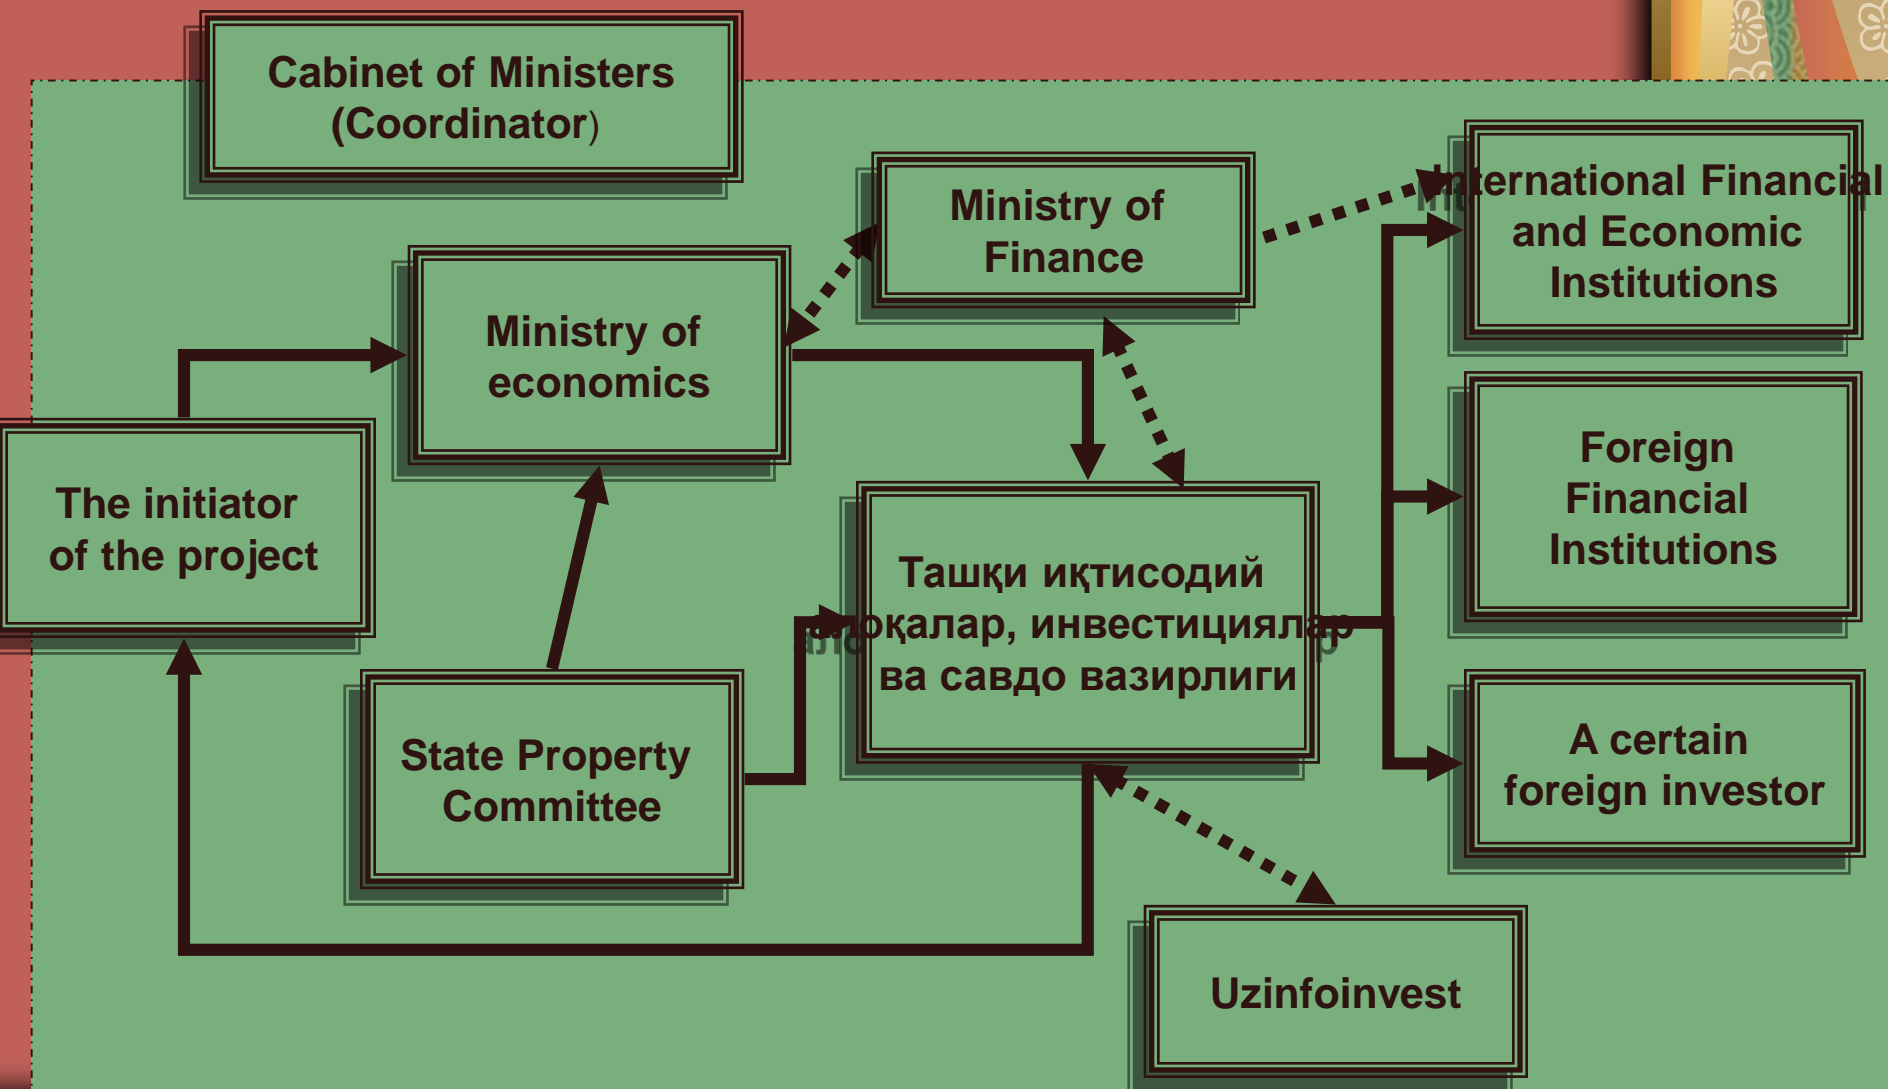 Cabinet of Ministers
(Coordinator)
Ministry of
Finance
International Financial
and Economic
Institutions
Ministry of
economics
The initiator
of the project
Foreign
Financial
Institutions
Ташқи иқтисодий
алоқалар, инвестициялар
ва савдо вазирлиги
State Property
Committee
A certain
foreign investor
Uzinfoinvest